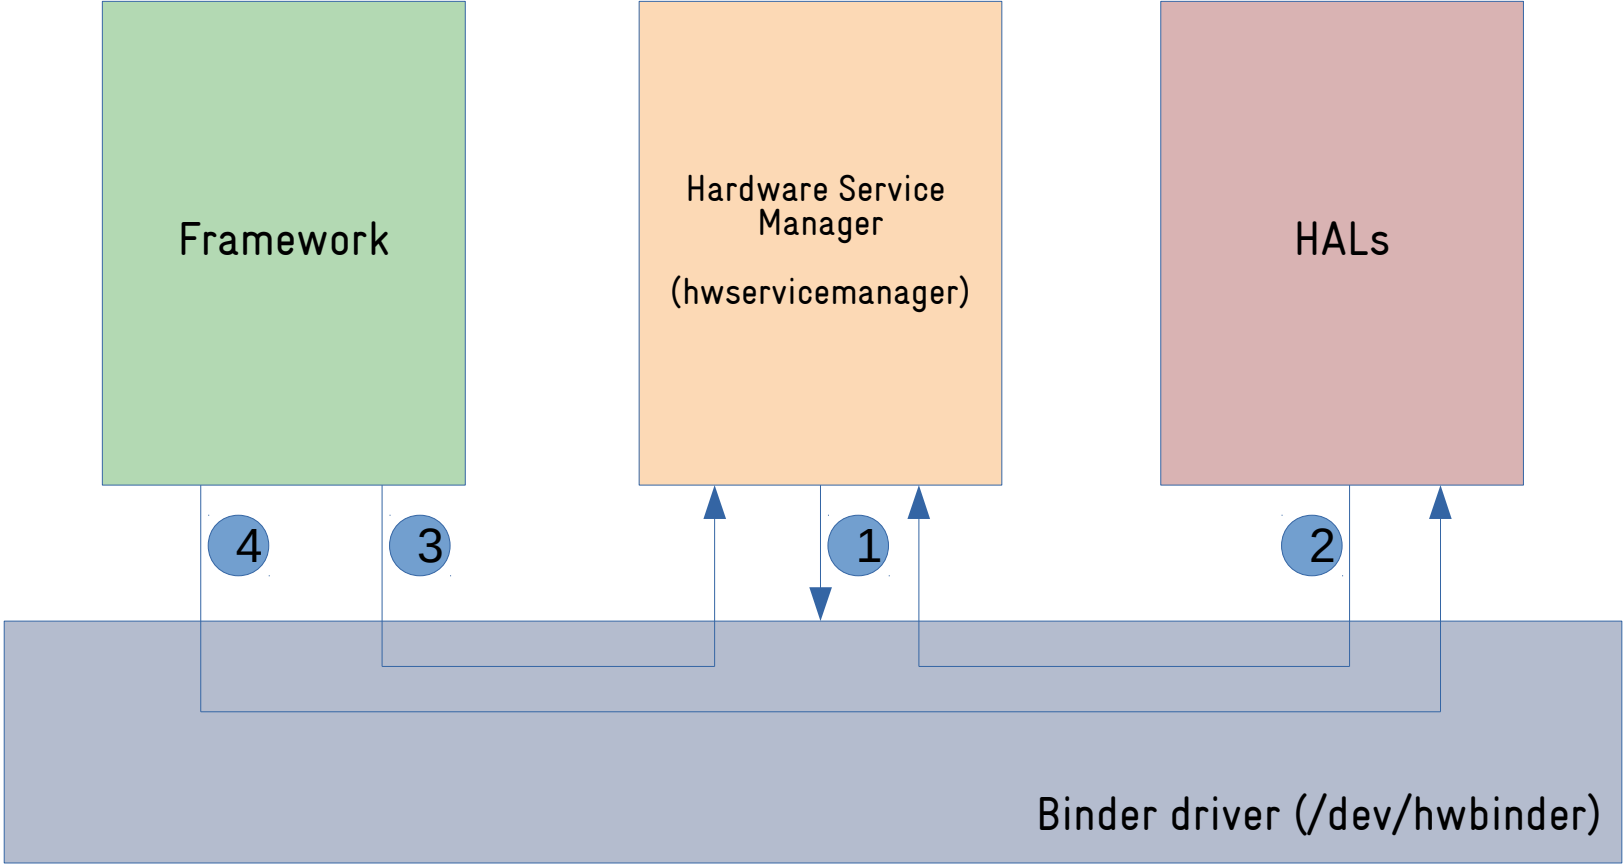 Framework
Hardware Service
Manager
(hwservicemanager)
HALs
4
3
1
2
Binder driver (/dev/hwbinder)